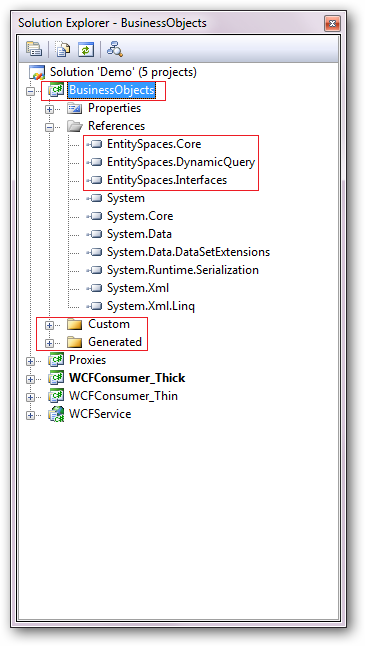 Solution Explorer - BusinessObjects
Solution 'Demo' (5 projects)
BusinessObjects
Properties
References
EntitySpaces.Core
EntitySpaces.DynamicQuery
EntitySpaces.Interfaces
System
System.Core
System.Data
System.Data.DataSetExtensions
System.Runtime.Serialization
System.Xml
System.Xml.Linq
Custom
Generated
Proxies
WCFConsumer_Thick
WCFConsumer_Thin
WCFService